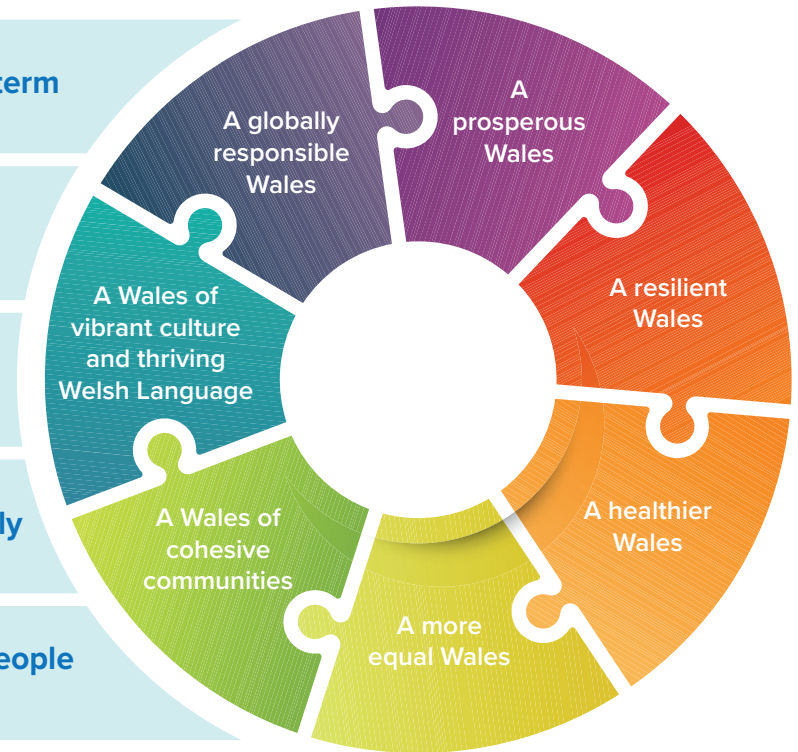 term
ly
eople
A
prosperous
Wales
A resilient
Wales
A healthier
Wales
A more
equal Wales
A Wales of
cohesive
communities
A Wales of
vibrant culture
and thriving
Welsh Language
A globally
responsible
Wales